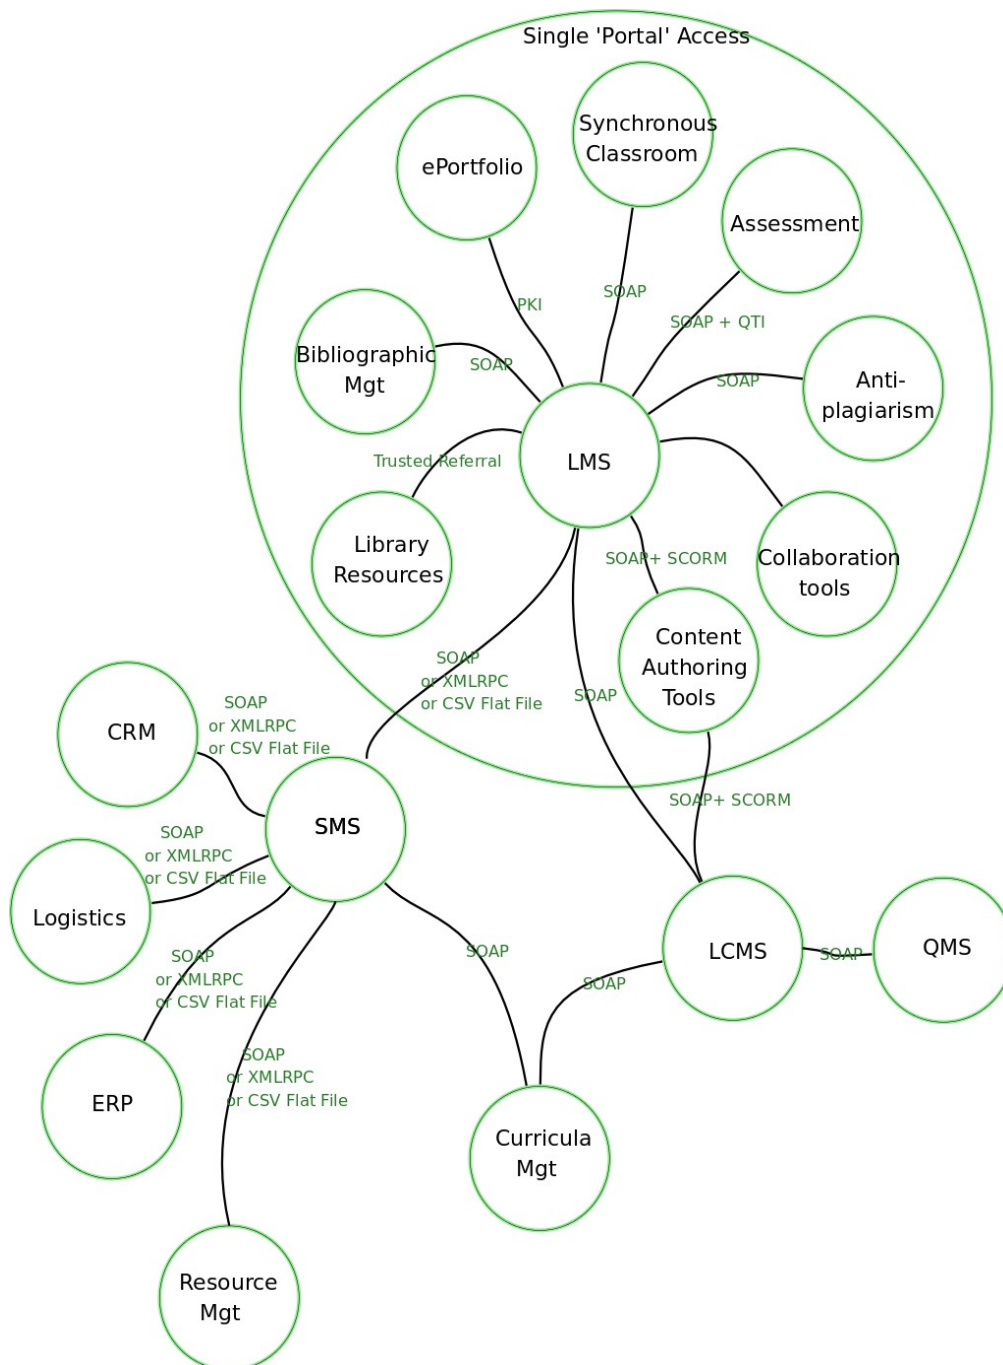 Single 'Portal' Access
Synchronous
Classroom
ePortfolio
Assessment
PKI
SOAP
SOAP + QTI
Bibliographic
Mgt
SOAP
SOAP
Anti-
plagiarism
LMS
Trusted Referral
Library
Resources
SOAP+ SCORM
Collaboration
tools
Content
Authoring
Tools
SOAP
or XMLRPC
or CSV Flat File
SOAP
CRM
SOAP
or XMLRPC
or CSV Flat File
SOAP+ SCORM
SMS
SOAP
or XMLRPC
or CSV Flat File
Logistics
SOAP
or XMLRPC
or CSV Flat File
SOAP
SOAP
LCMS
SOAP
QMS
SOAP
or XMLRPC
or CSV Flat File
ERP
Curricula
Mgt
Resource
Mgt